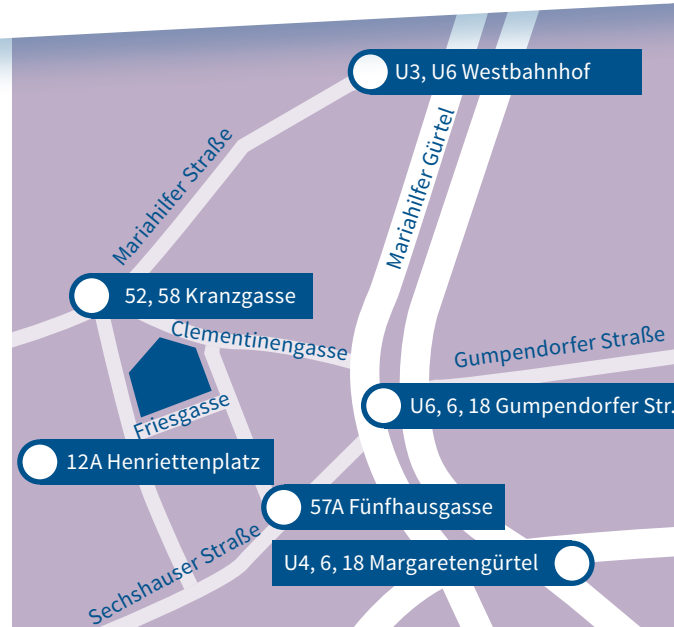 U3, U6 Westbahnhof
Mariahilfer Straße
Mariahilfer Gürtel
52, 58 Kranzgasse
Clementinengasse
Gumpendorfer Straße
Friesgasse
U6, 6, 18 Gumpendorfer Str.
12A Henriettenplatz
57A Fünfhausgasse
Sechshauser Straße
U4, 6, 18 Margaretengürtel